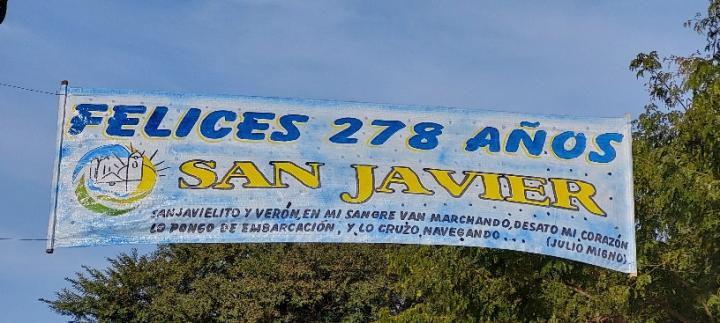 FELICES 278 AÑOS
SAN JAVIER
SANJAVIELITO Y VERÓN, EN MI SANGRE VAN MARCHANDO, DESATO MI CORAZÓN
LO PONGO DE EMBARCACIÓN, Y LO CRUZO, NAVEGANDO...
(JULIO MIGNO)